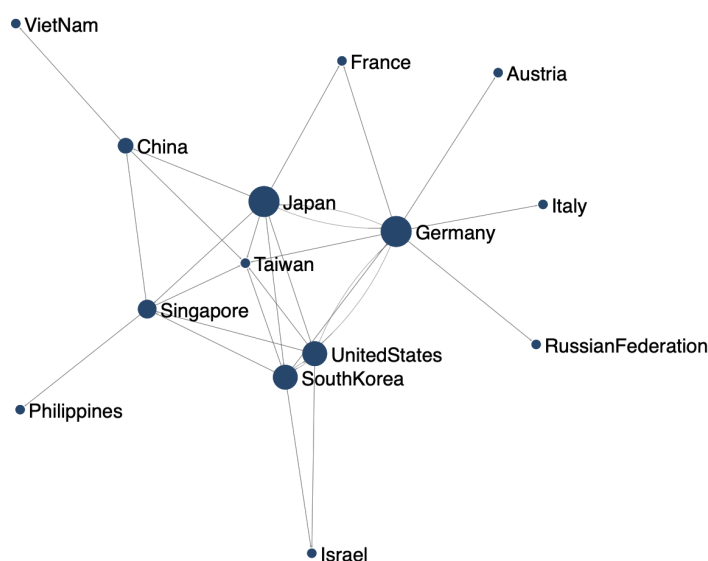 VietNam
France
Austria
China
Japan
Italy
Germany
Taiwan
Singapore
RussianFederation
UnitedStates
SouthKorea
Philippines
Israel